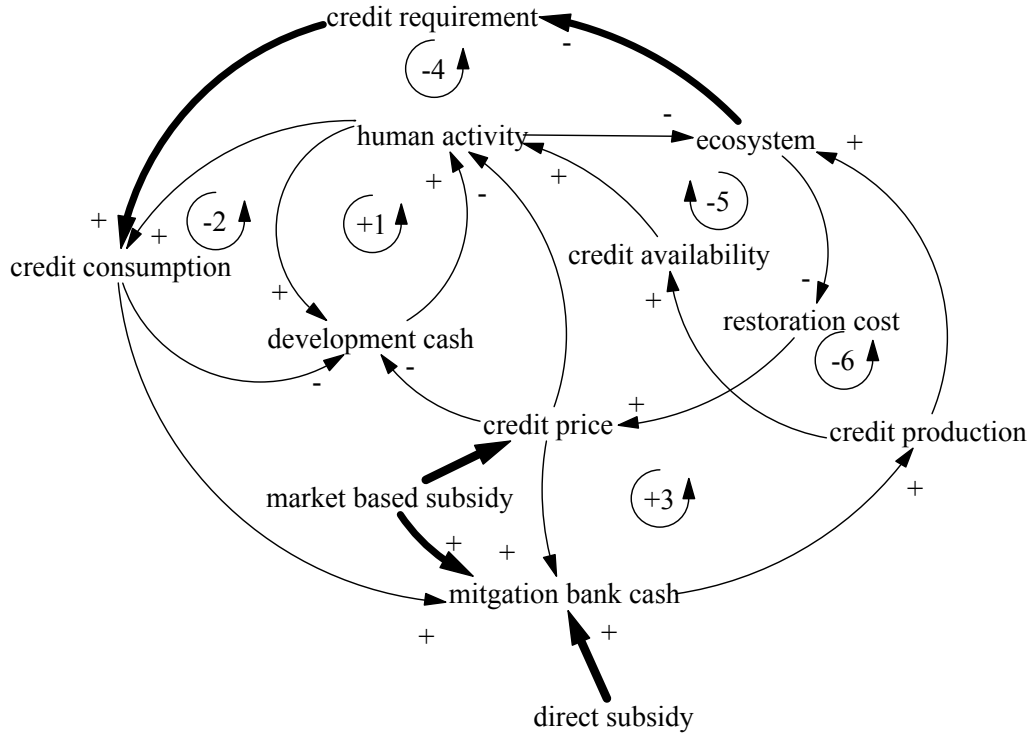 credit requirement
-
-4
human activity
-
ecosystem
+
+
-
+
-5
-2
+1
+
+
credit consumption
credit availability
-
+
+
restoration cost
development cash
-6
-
-
+
credit price
credit production
+3
market based subsidy
+
+
+
mitgation bank cash
+
+
direct subsidy